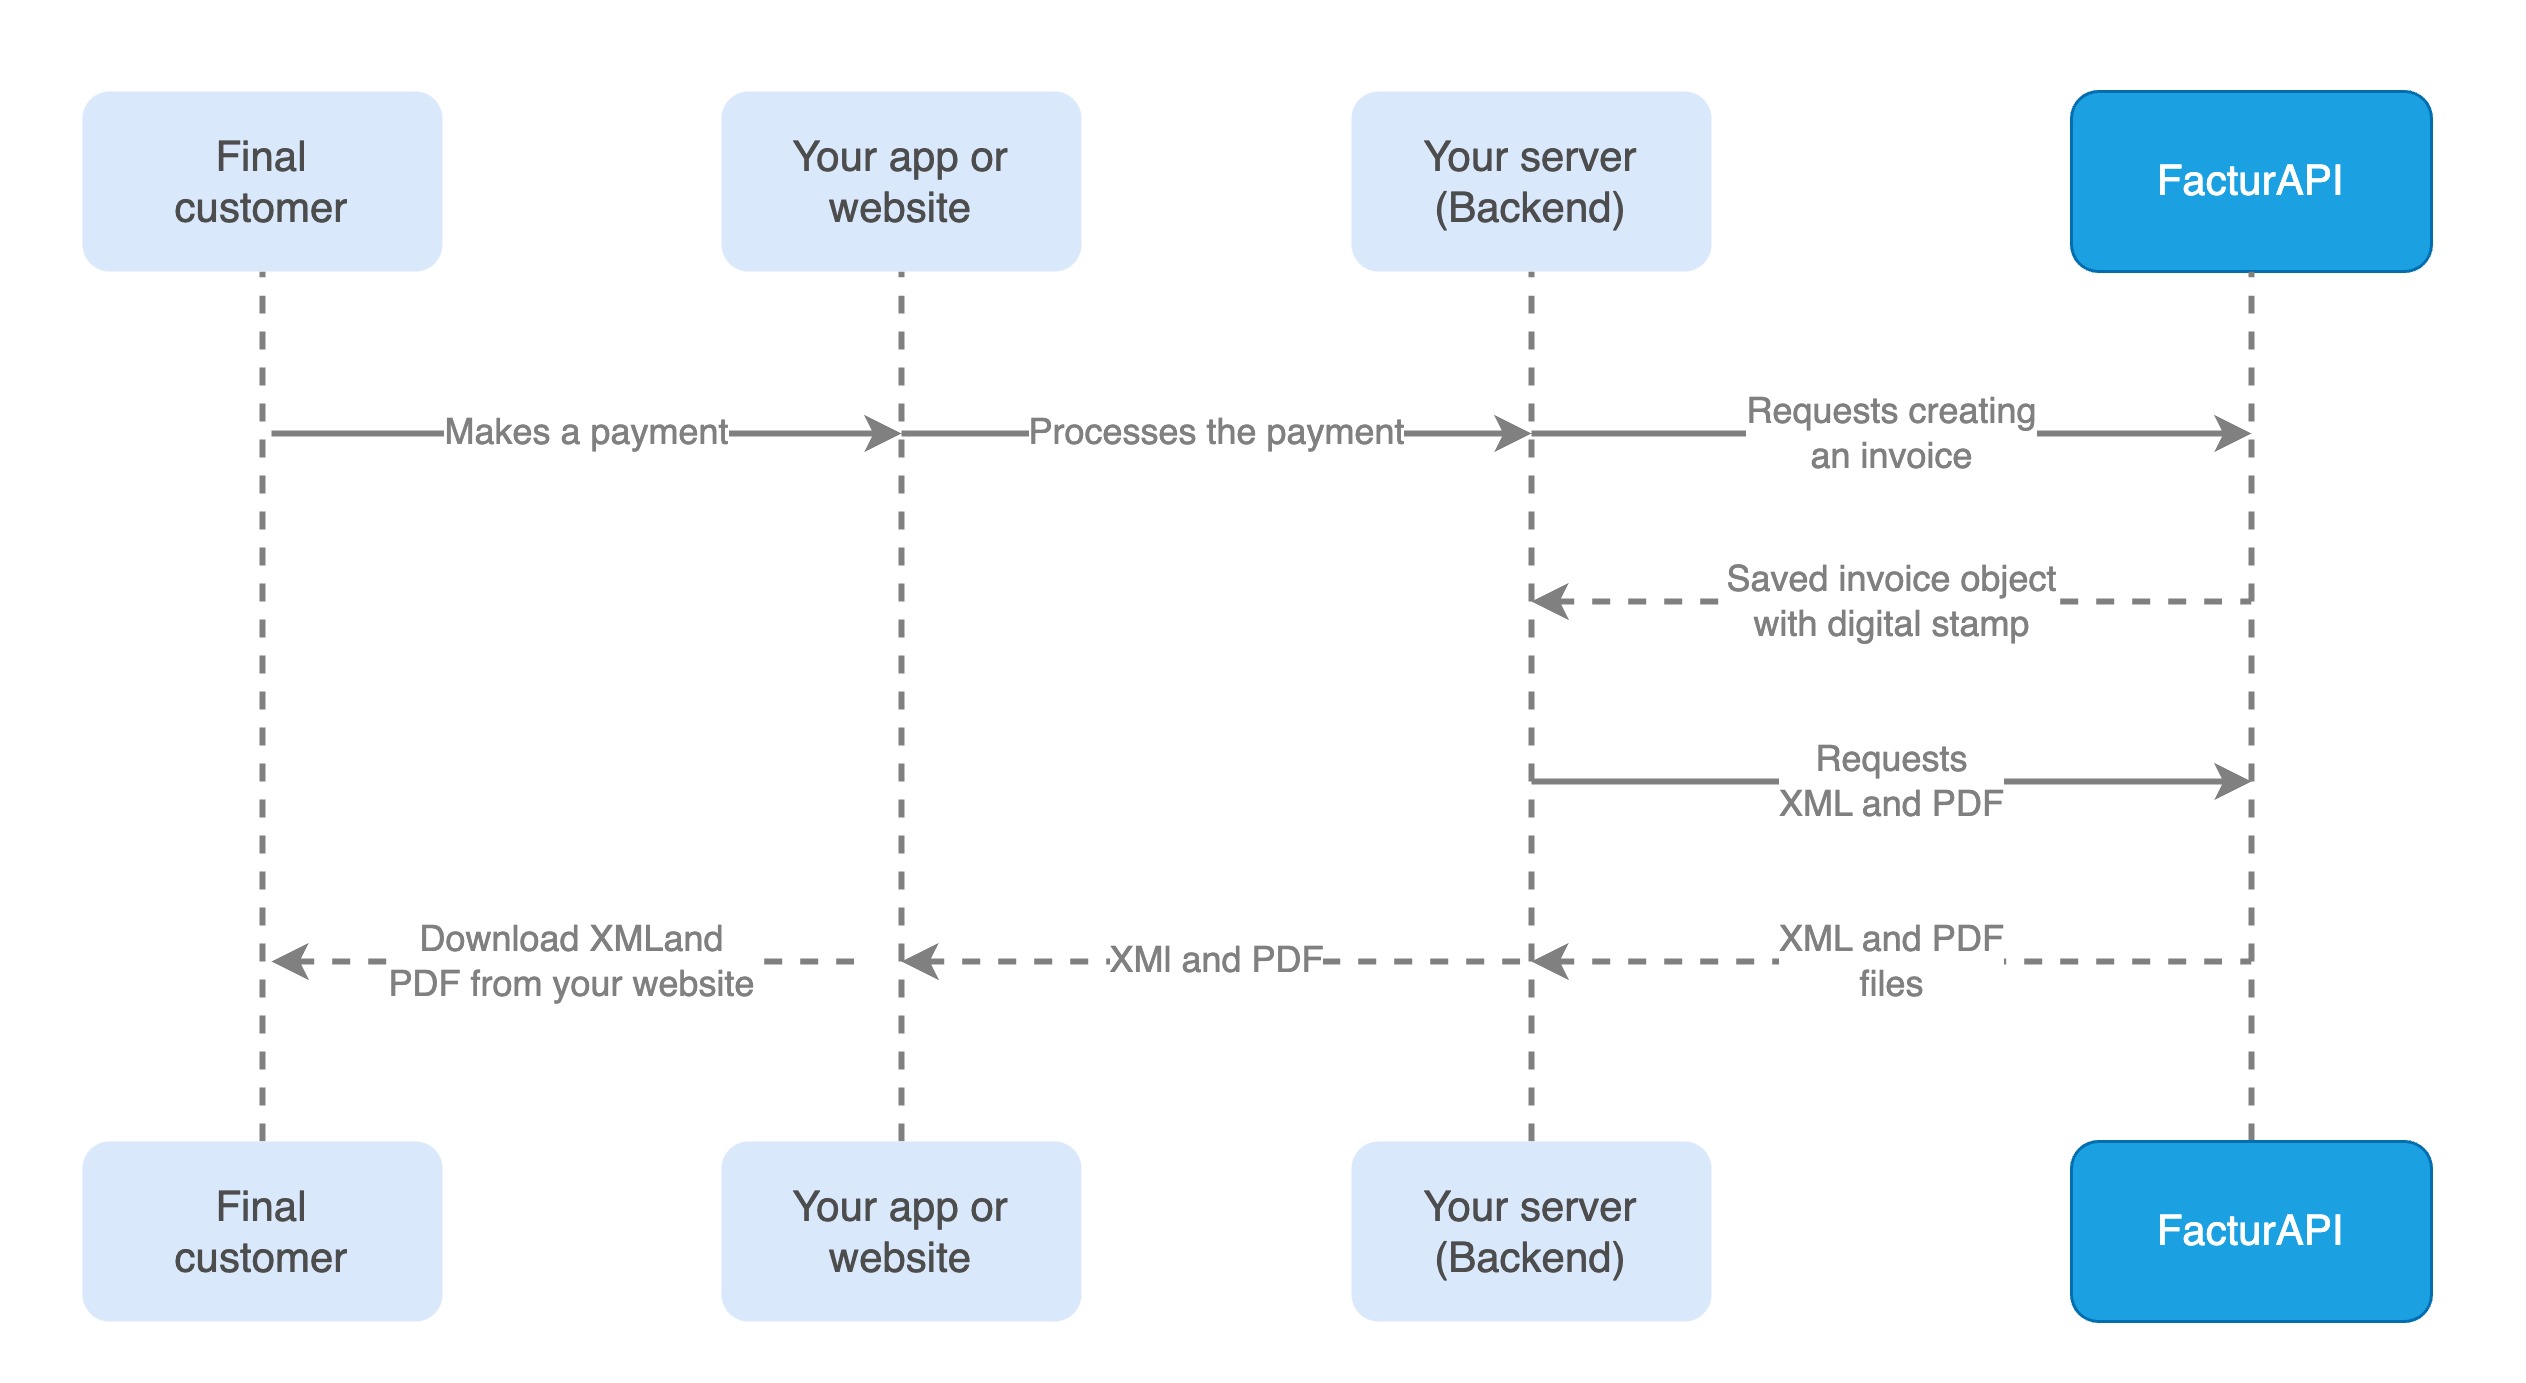 Final
customer
Your app or
website
Your server
(Backend)
FacturAPI
Makes a payment
Processes the payment
Requests creating
an invoice
Saved invoice object
with digital stamp
Requests
XML and PDF
Download XMLand
PDF from your website
XMl and PDF
XML and PDF
files
Final
customer
Your app or
website
Your server
(Backend)
FacturAPI